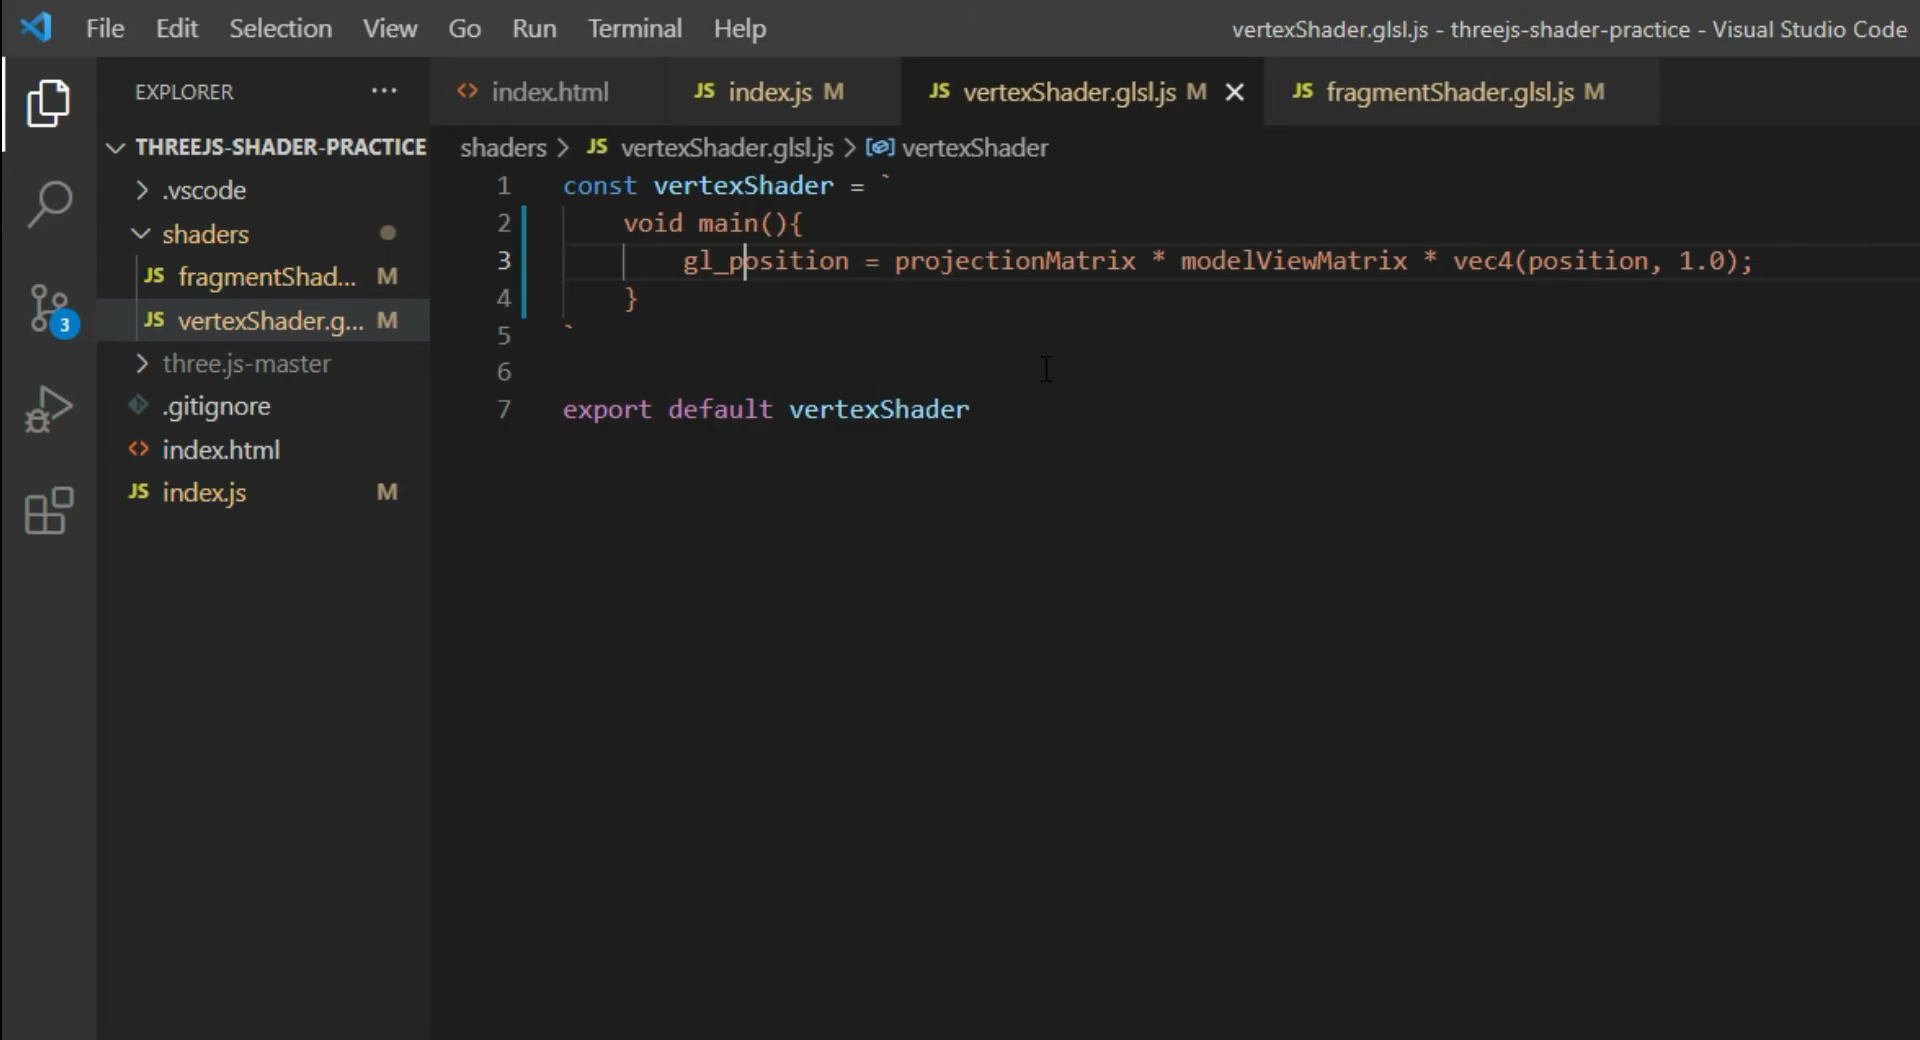 File Edit Selection View Go Run Terminal Help vertexShader.glsl.js - threejs-shader-practice - Visual Studio Code
EXPLORER ...
THREEJS-SHADER-PRACTICE
.vscode
shaders
JS fragmentShad... M
JS vertexShader.g... M
three.js-master
.gitignore
<> index.html
JS index.js M
3
<> index.html JS index.js M JS vertexShader.glsl.js M JS fragmentShader.glsl.js M
shaders > JS vertexShader.glsl.js > vertexShader
1 const vertexShader = `
2 void main(){
3 gl_position = projectionMatrix * modelViewMatrix * vec4(position, 1.0);
4 }
5 `
6
7 export default vertexShader